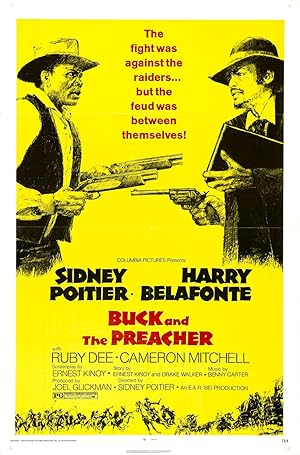 The
fight was
against the
raiders...
but the
feud was
between
themselves!
COLUMBIA PICTURES Presents
SIDNEY HARRY
POITIER · BELAFONTE
BUCK and
The PREACHER
with
RUBY DEE · CAMERON MITCHELL
Screenplay by ERNEST KINOY · Story by ERNEST KINOY and DRAKE WALKER · Music by BENNY CARTER
Produced by JOEL GLICKMAN · Directed by SIDNEY POITIER · An E & R/BEI PRODUCTION